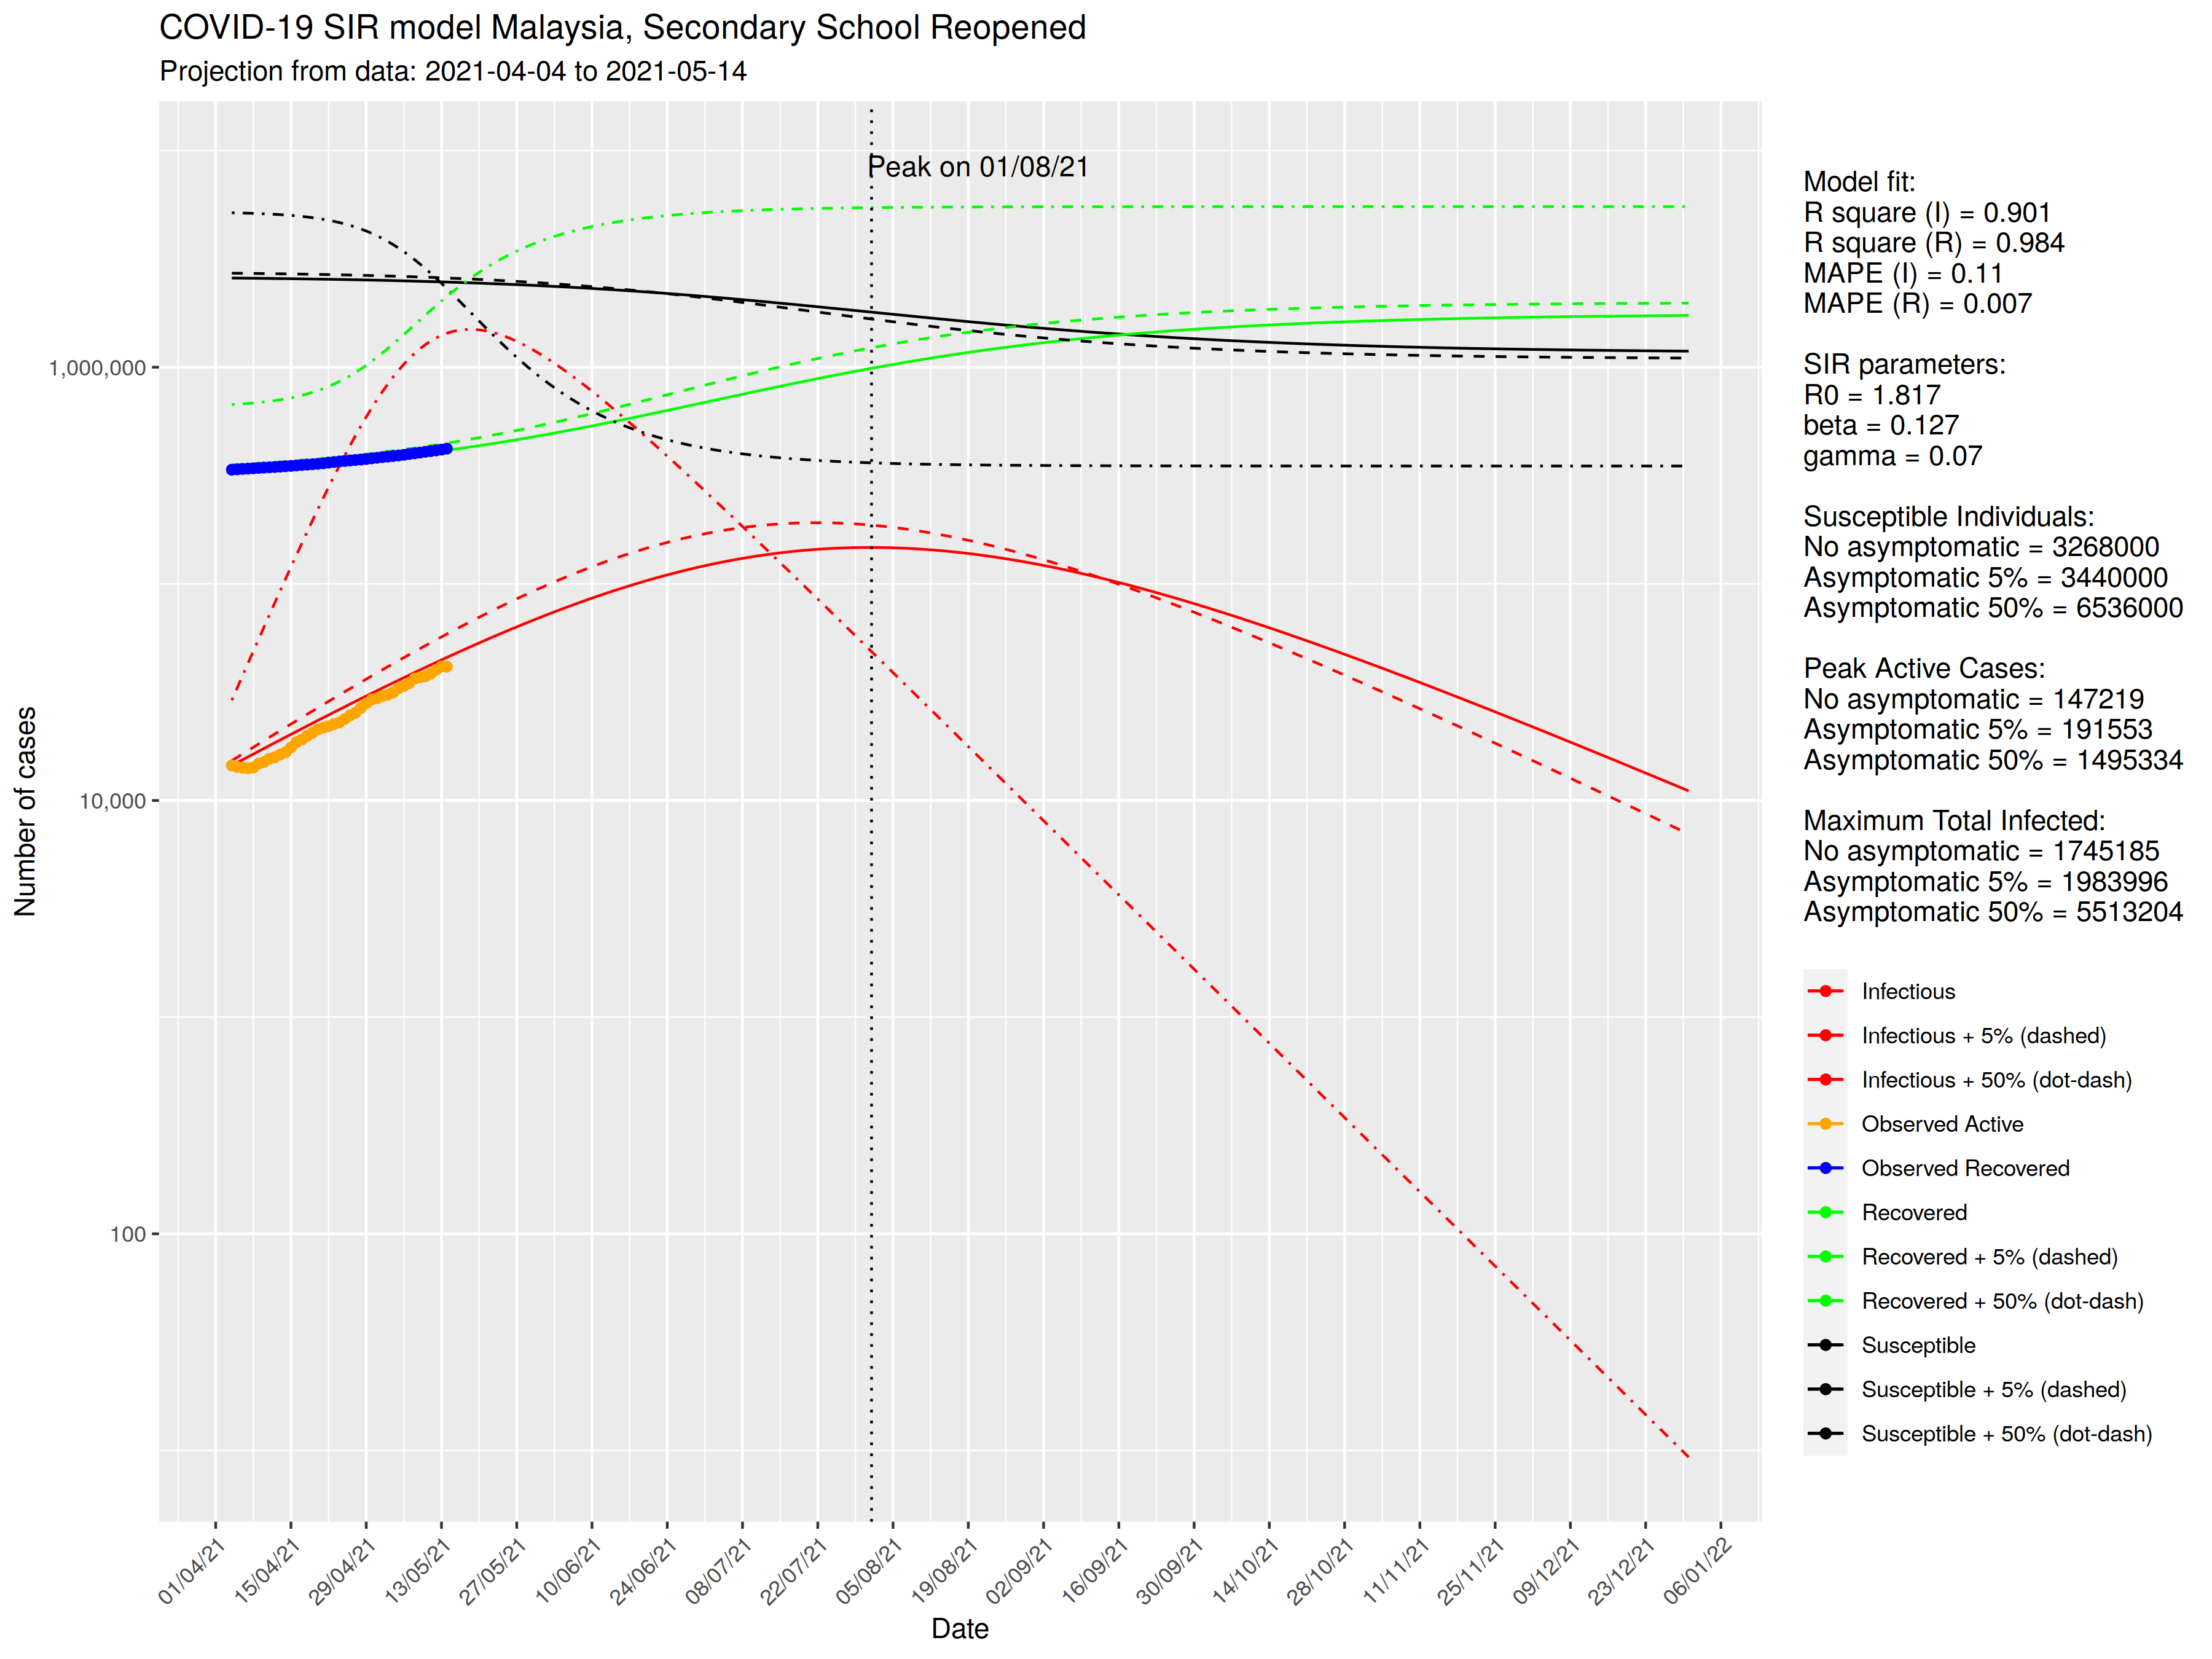 COVID-19 SIR model Malaysia, Secondary School Reopened
Projection from data: 2021-04-04 to 2021-05-14
Peak on 01/08/21
Number of cases
1,000,000
10,000
100
01/04/21
15/04/21
29/04/21
13/05/21
27/05/21
10/06/21
24/06/21
08/07/21
22/07/21
05/08/21
19/08/21
02/09/21
16/09/21
30/09/21
14/10/21
28/10/21
11/11/21
25/11/21
09/12/21
23/12/21
06/01/22
Date
Model fit:
R square (I) = 0.901
R square (R) = 0.984
MAPE (I) = 0.11
MAPE (R) = 0.007
SIR parameters:
R0 = 1.817
beta = 0.127
gamma = 0.07
Susceptible Individuals:
No asymptomatic = 3268000
Asymptomatic 5% = 3440000
Asymptomatic 50% = 6536000
Peak Active Cases:
No asymptomatic = 147219
Asymptomatic 5% = 191553
Asymptomatic 50% = 1495334
Maximum Total Infected:
No asymptomatic = 1745185
Asymptomatic 5% = 1983996
Asymptomatic 50% = 5513204
Infectious
Infectious + 5% (dashed)
Infectious + 50% (dot-dash)
Observed Active
Observed Recovered
Recovered
Recovered + 5% (dashed)
Recovered + 50% (dot-dash)
Susceptible
Susceptible + 5% (dashed)
Susceptible + 50% (dot-dash)